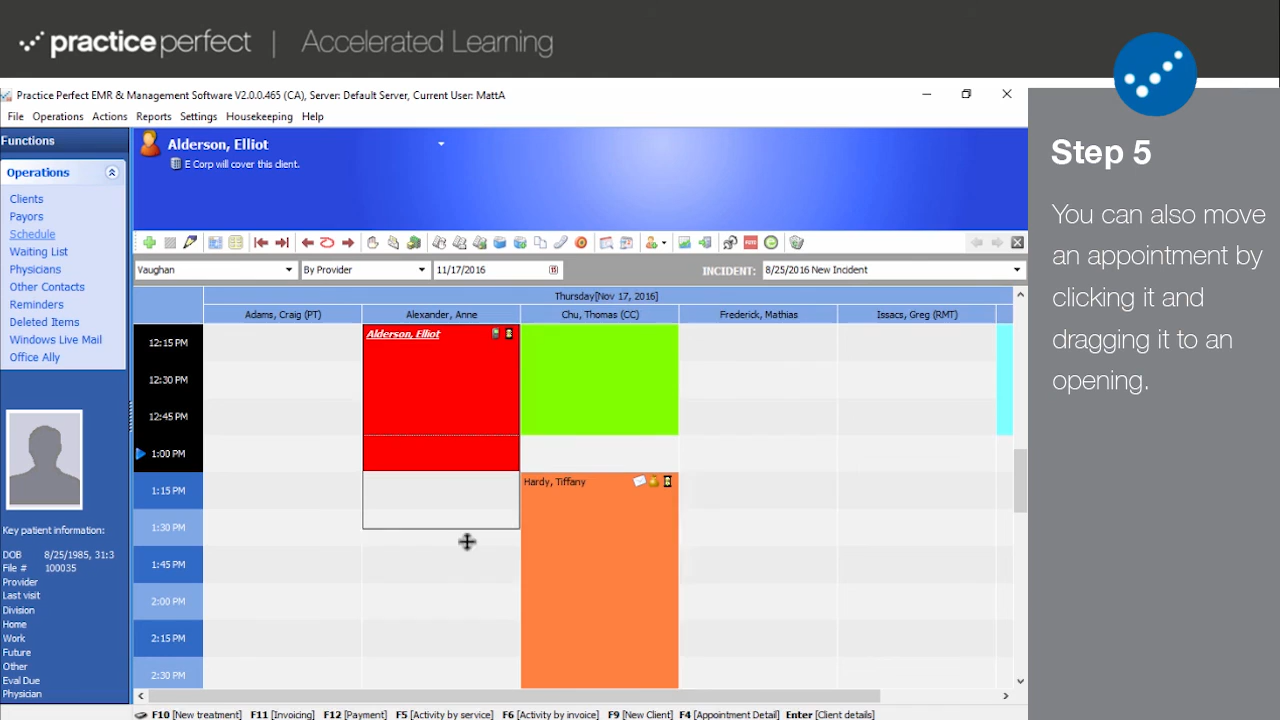 practiceperfect | Accelerated Learning
Practice Perfect EMR & Management Software V2.0.0.465 (CA), Server: Default Server, Current User: MattA
File Operations Actions Reports Settings Housekeeping Help
Functions
Operations
Clients
Payors
Schedule
Waiting List
Physicians
Other Contacts
Reminders
Deleted Items
Windows Live Mail
Office Ally
Key patient information:
DOB 8/25/1985, 31:3
File # 100035
Provider
Last visit
Division
Home
Work
Future
Other
Eval Due
Physician
Alderson, Elliot
E Corp will cover this client.
Vaughan By Provider 11/17/2016 INCIDENT: 8/25/2016 New Incident
Thursday[Nov 17, 2016]
Adams, Craig (PT) Alexander, Anne Chu, Thomas (CC) Frederick, Mathias Issacs, Greg (RMT)
12:15 PM Alderson, Elliot
12:30 PM
12:45 PM
1:00 PM
1:15 PM Hardy, Tiffany
1:30 PM
1:45 PM
2:00 PM
2:15 PM
2:30 PM
F10 [New treatment] F11 [Invoicing] F12 [Payment] F5 [Activity by service] F6 [Activity by invoice] F9 [New Client] F4 [Appointment Detail] Enter [Client details]
Step 5
You can also move
an appointment by
clicking it and
dragging it to an
opening.